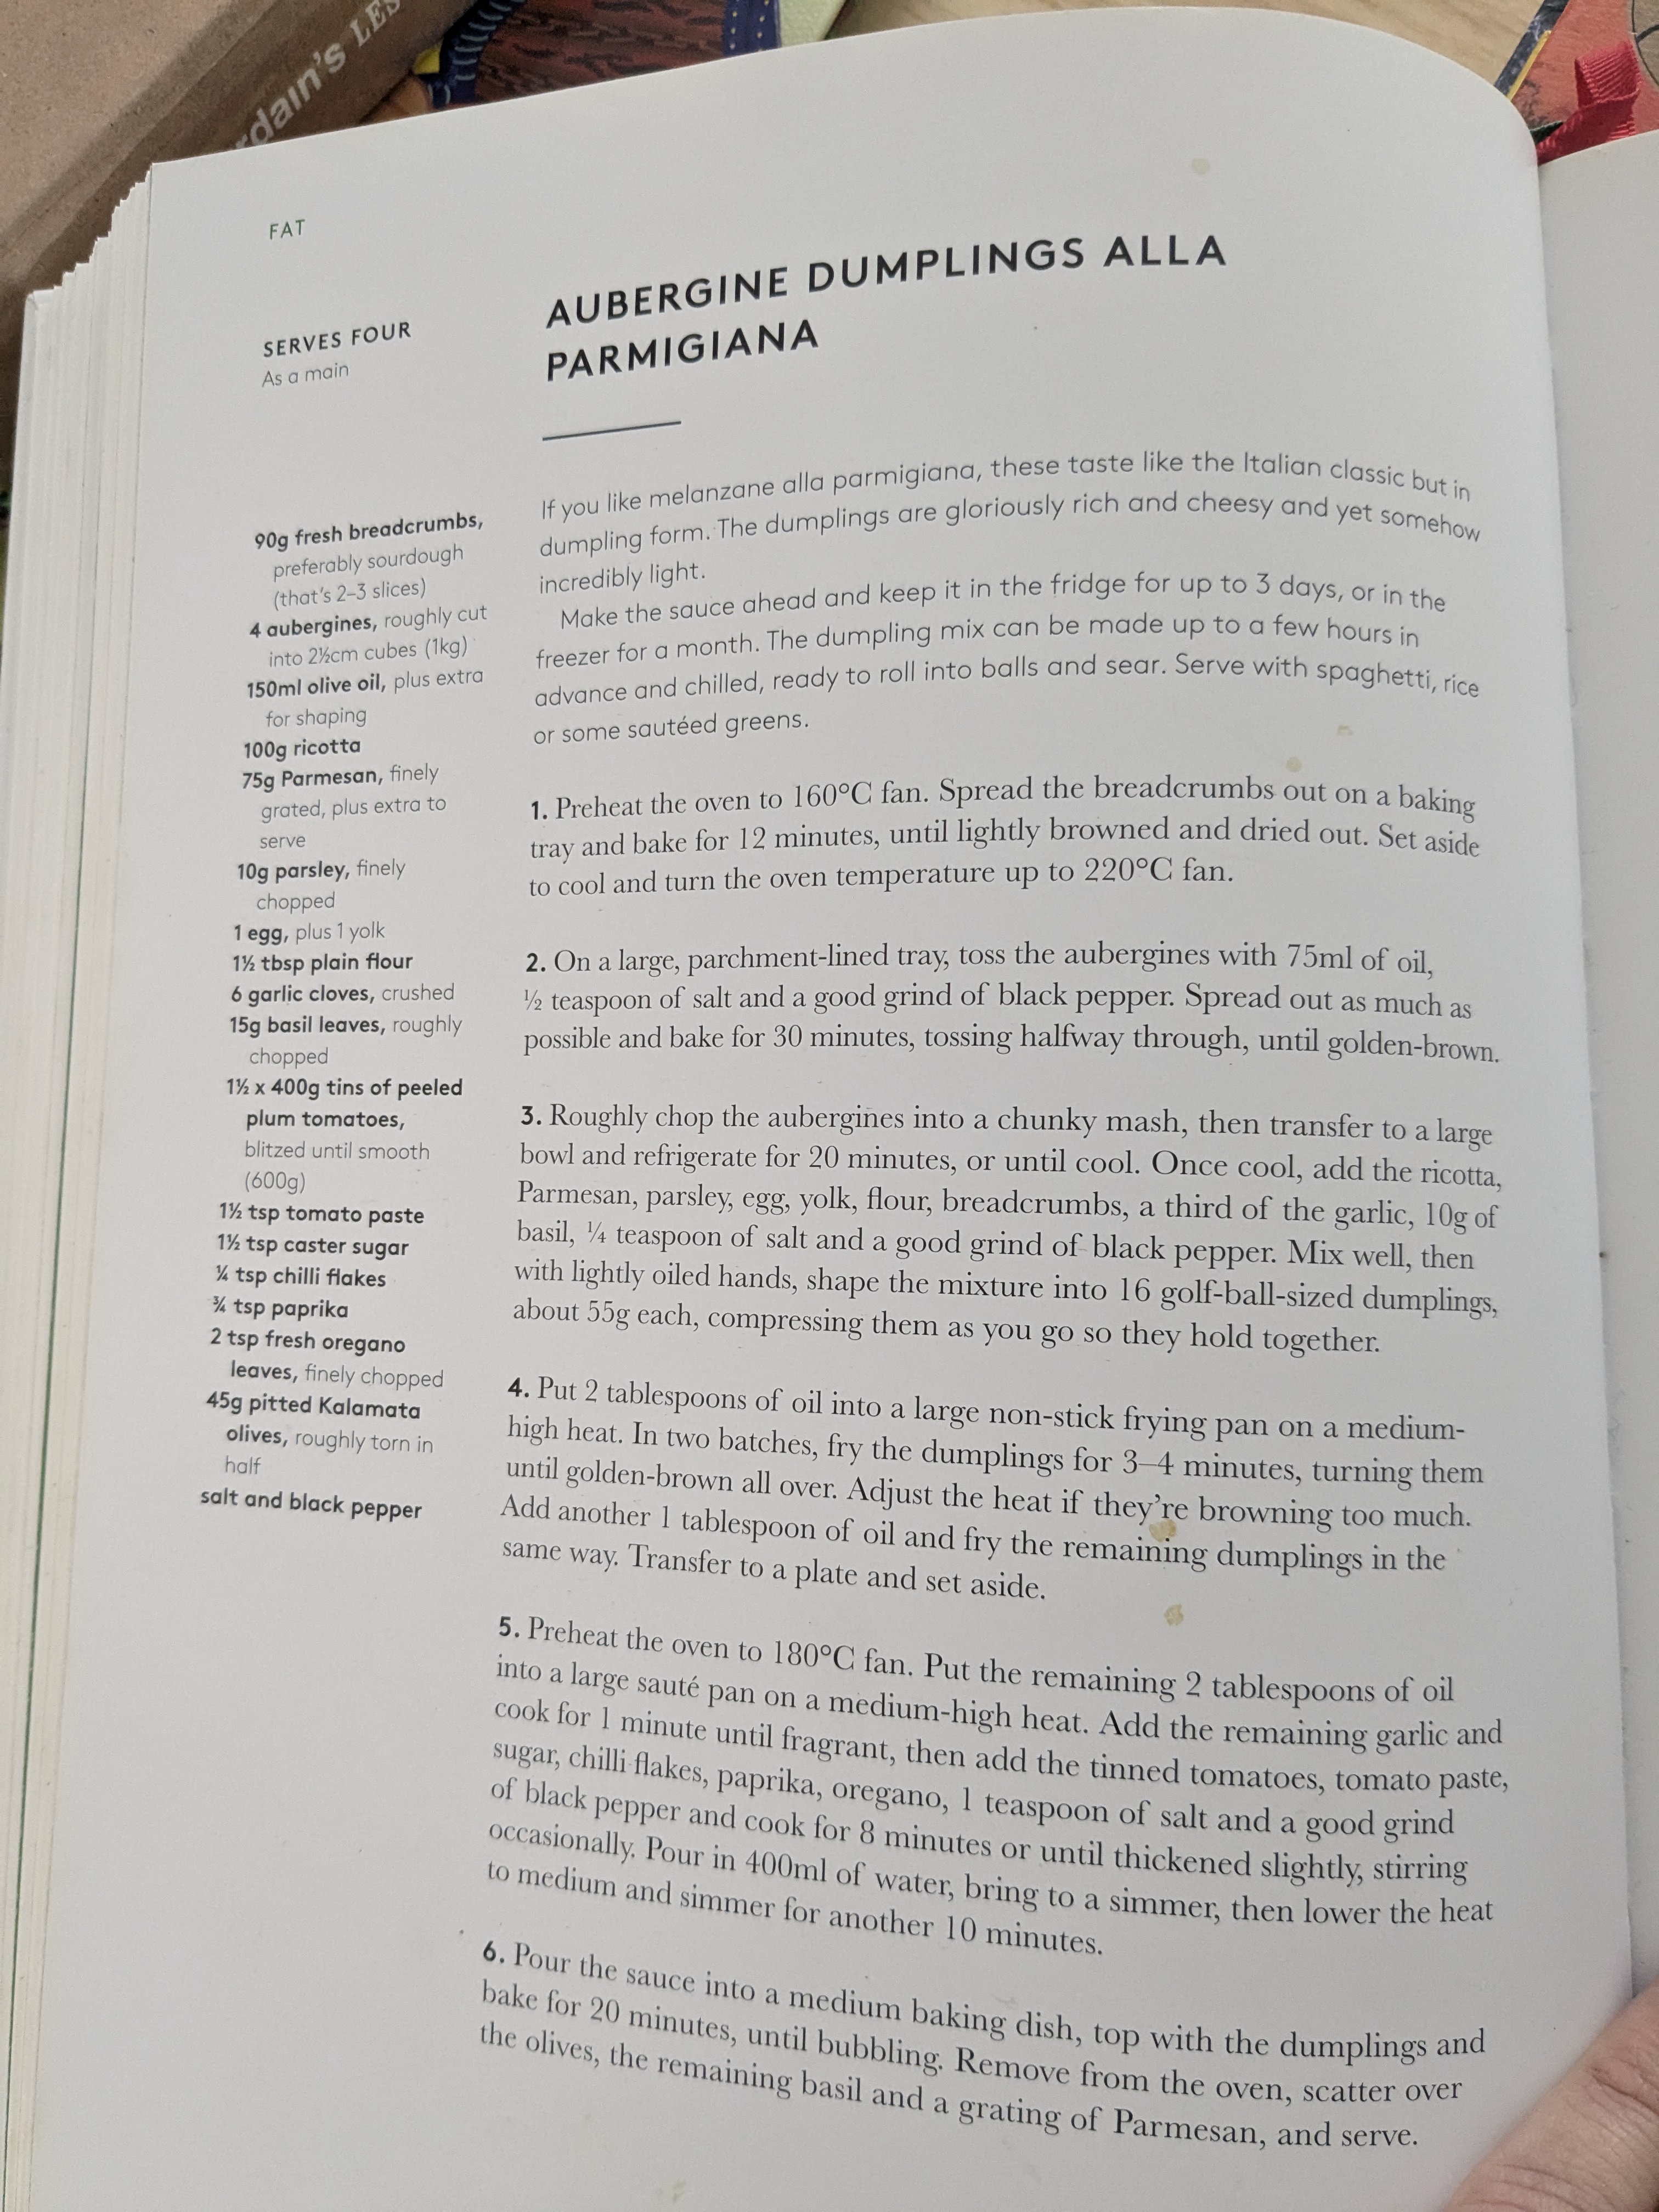 rdain's LES
FAT
AUBERGINE DUMPLINGS ALLA
PARMIGIANA
SERVES FOUR
As a main
90g fresh breadcrumbs,
preferably sourdough
(that's 2–3 slices)
4 aubergines, roughly cut
into 2½cm cubes (1kg)
150ml olive oil, plus extra
for shaping
100g ricotta
75g Parmesan, finely
grated, plus extra to
serve
10g parsley, finely
chopped
1 egg, plus 1 yolk
1½ tbsp plain flour
6 garlic cloves, crushed
15g basil leaves, roughly
chopped
1½ x 400g tins of peeled
plum tomatoes,
blitzed until smooth
(600g)
1½ tsp tomato paste
1½ tsp caster sugar
¼ tsp chilli flakes
¾ tsp paprika
2 tsp fresh oregano
leaves, finely chopped
45g pitted Kalamata
olives, roughly torn in
half
salt and black pepper
If you like melanzane alla parmigiana, these taste like the Italian classic but in
dumpling form. The dumplings are gloriously rich and cheesy and yet somehow
incredibly light.
Make the sauce ahead and keep it in the fridge for up to 3 days, or in the
freezer for a month. The dumpling mix can be made up to a few hours in
advance and chilled, ready to roll into balls and sear. Serve with spaghetti, rice
or some sautéed greens.
1. Preheat the oven to 160°C fan. Spread the breadcrumbs out on a baking
tray and bake for 12 minutes, until lightly browned and dried out. Set aside
to cool and turn the oven temperature up to 220°C fan.
2. On a large, parchment-lined tray, toss the aubergines with 75ml of oil,
½ teaspoon of salt and a good grind of black pepper. Spread out as much as
possible and bake for 30 minutes, tossing halfway through, until golden-brown.
3. Roughly chop the aubergines into a chunky mash, then transfer to a large
bowl and refrigerate for 20 minutes, or until cool. Once cool, add the ricotta,
Parmesan, parsley, egg, yolk, flour, breadcrumbs, a third of the garlic, 10g of
basil, ¼ teaspoon of salt and a good grind of black pepper. Mix well, then
with lightly oiled hands, shape the mixture into 16 golf-ball-sized dumplings,
about 55g each, compressing them as you go so they hold together.
4. Put 2 tablespoons of oil into a large non-stick frying pan on a medium-
high heat. In two batches, fry the dumplings for 3–4 minutes, turning them
until golden-brown all over. Adjust the heat if they're browning too much.
Add another 1 tablespoon of oil and fry the remaining dumplings in the
same way. Transfer to a plate and set aside.
5. Preheat the oven to 180°C fan. Put the remaining 2 tablespoons of oil
into a large sauté pan on a medium-high heat. Add the remaining garlic and
cook for 1 minute until fragrant, then add the tinned tomatoes, tomato paste,
sugar, chilli flakes, paprika, oregano, 1 teaspoon of salt and a good grind
of black pepper and cook for 8 minutes or until thickened slightly, stirring
occasionally. Pour in 400ml of water, bring to a simmer, then lower the heat
to medium and simmer for another 10 minutes.
6. Pour the sauce into a medium baking dish, top with the dumplings and
bake for 20 minutes, until bubbling. Remove from the oven, scatter over
the olives, the remaining basil and a grating of Parmesan, and serve.